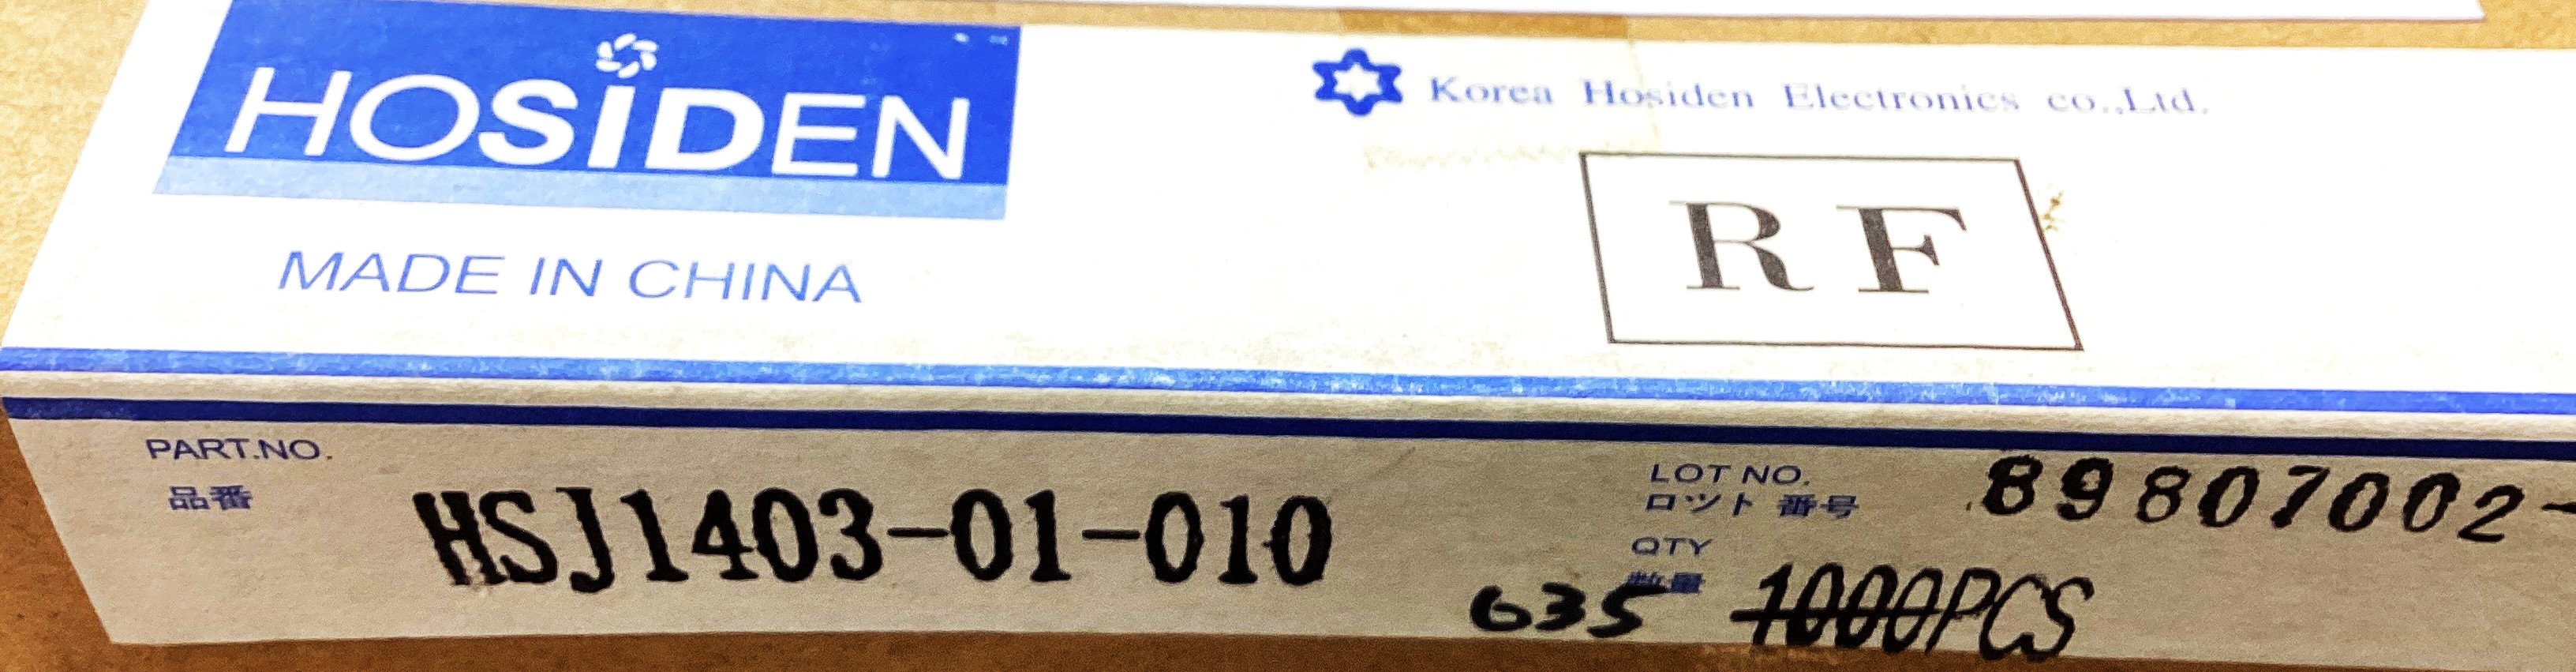 HOSiDEN
Korea Hosiden Electronics co.,Ltd.
MADE IN CHINA
RF
PART.NO.
品番
HSJ1403-01-010
LOT NO.
ロット 番号
89807002-
QTY
数量
635 1000PCS